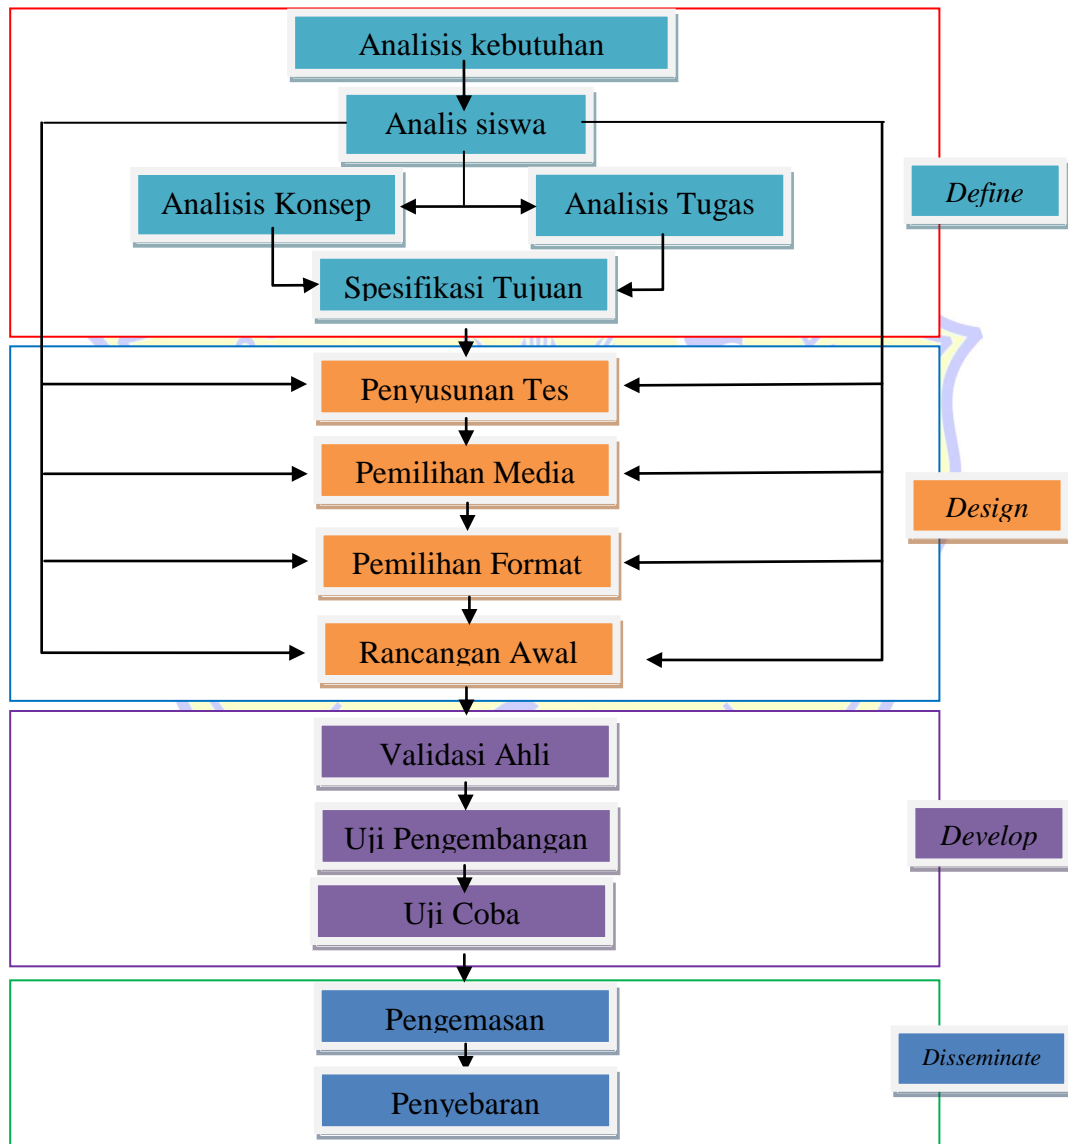 Analisis kebutuhan
Analis siswa
Analisis Konsep
Analisis Tugas
Define
Spesifikasi Tujuan
Penyusunan Tes
Pemilihan Media
Design
Pemilihan Format
Rancangan Awal
Validasi Ahli
Uji Pengembangan
Develop
Uji Coba
Pengemasan
Disseminate
Penyebaran